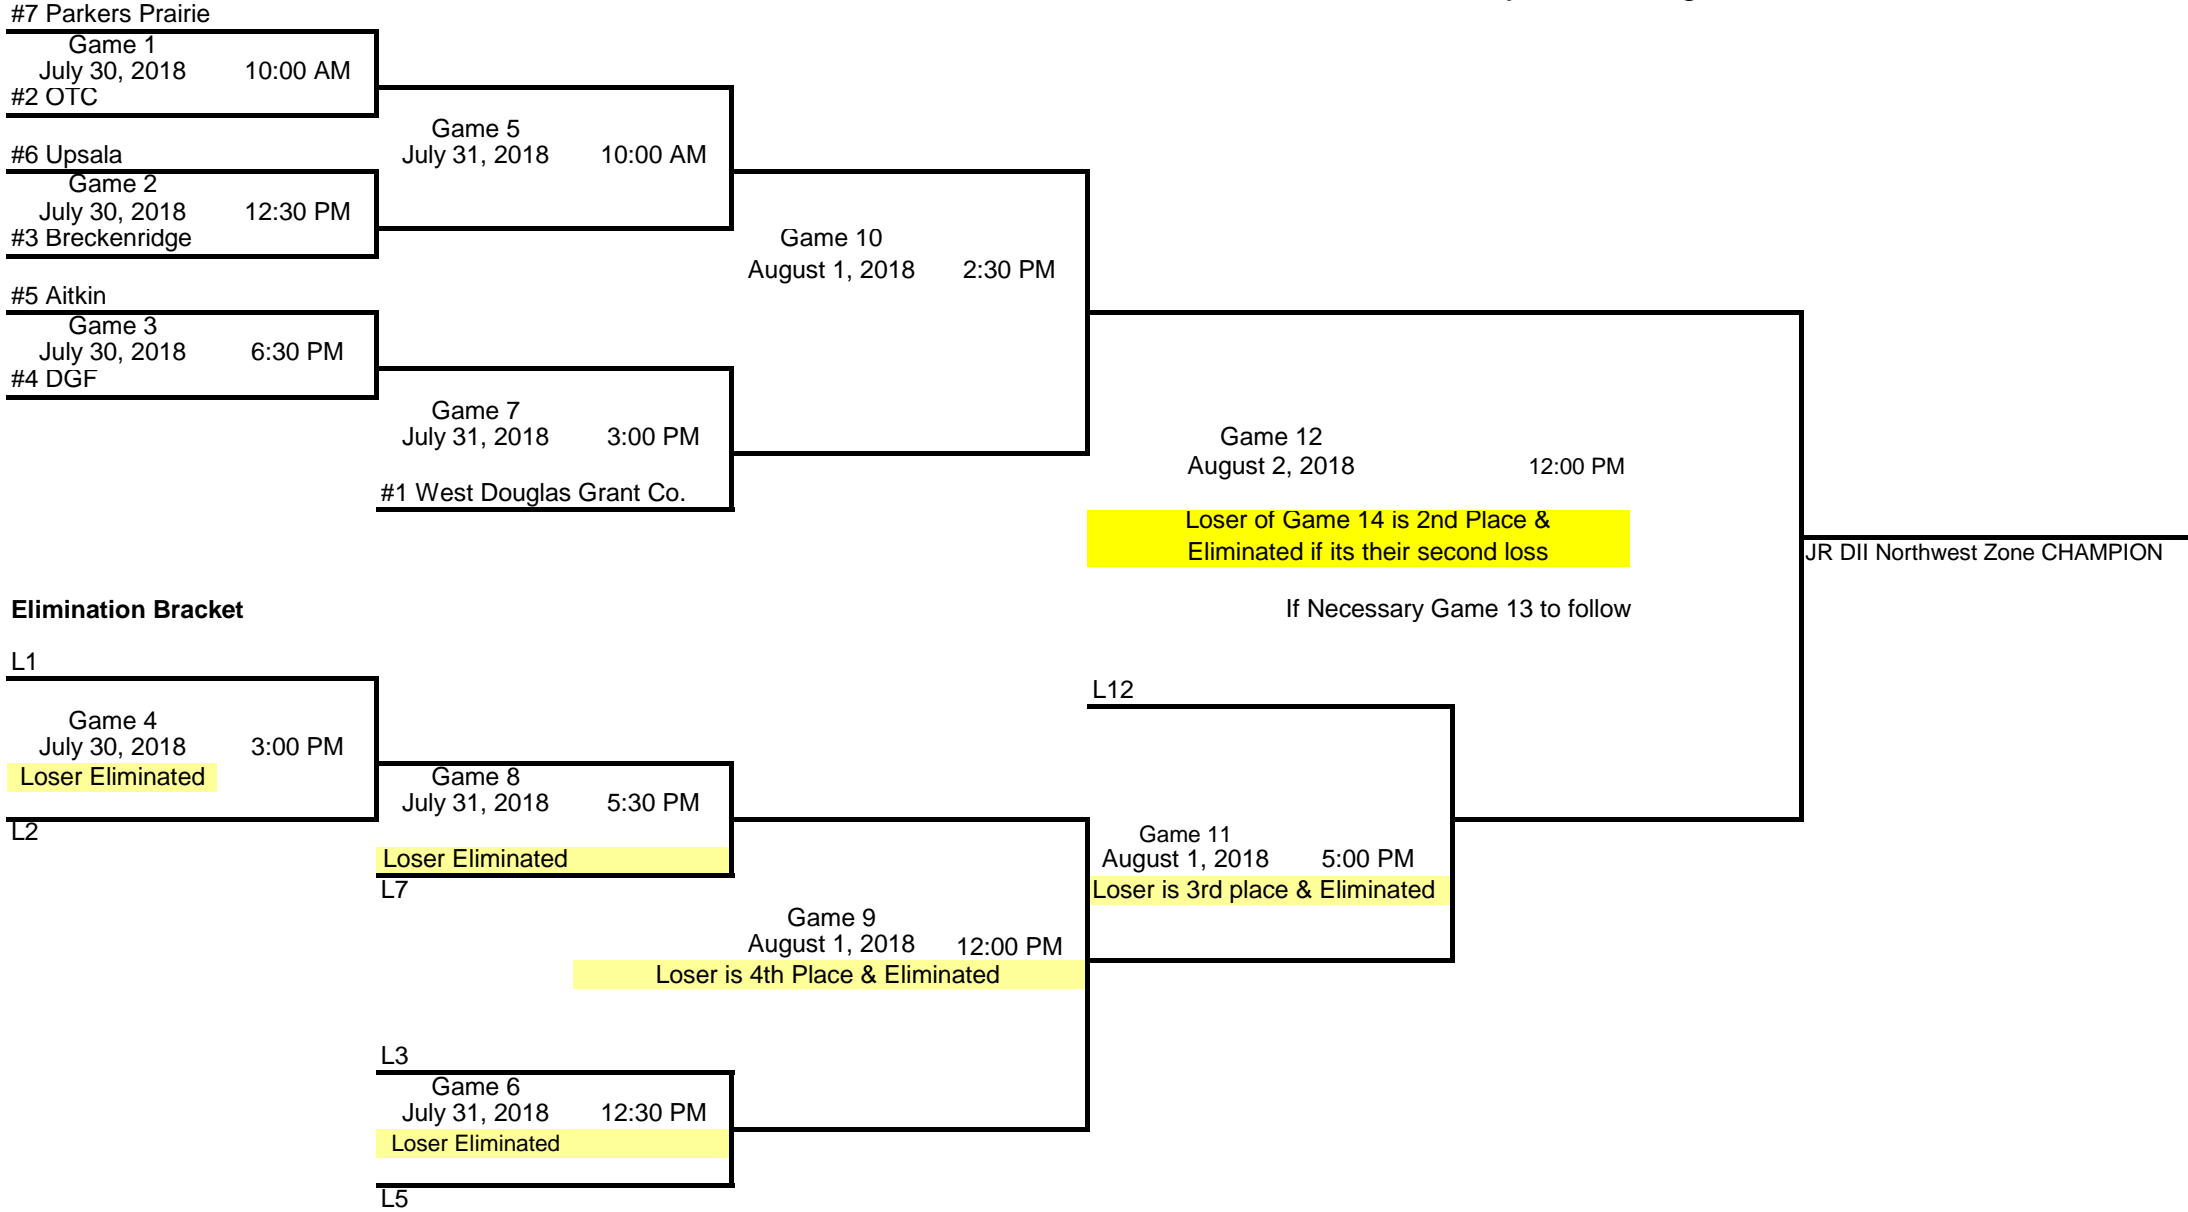 #7 Parkers Prairie
Game 1
July 30, 2018 10:00 AM
#2 OTC
Game 5
July 31, 2018 10:00 AM
#6 Upsala
Game 2
July 30, 2018 12:30 PM
#3 Breckenridge
Game 10
August 1, 2018 2:30 PM
#5 Aitkin
Game 3
July 30, 2018 6:30 PM
#4 DGF
Game 7
July 31, 2018 3:00 PM
#1 West Douglas Grant Co.
Game 12
August 2, 2018 12:00 PM
Loser of Game 14 is 2nd Place &
Eliminated if its their second loss
JR DII Northwest Zone CHAMPION
If Necessary Game 13 to follow
Elimination Bracket
L1
Game 4
July 30, 2018 3:00 PM
Loser Eliminated
L2
Game 8
July 31, 2018 5:30 PM
Loser Eliminated
L7
L12
Game 11
August 1, 2018 5:00 PM
Loser is 3rd place & Eliminated
Game 9
August 1, 2018 12:00 PM
Loser is 4th Place & Eliminated
L3
Game 6
July 31, 2018 12:30 PM
Loser Eliminated
L5